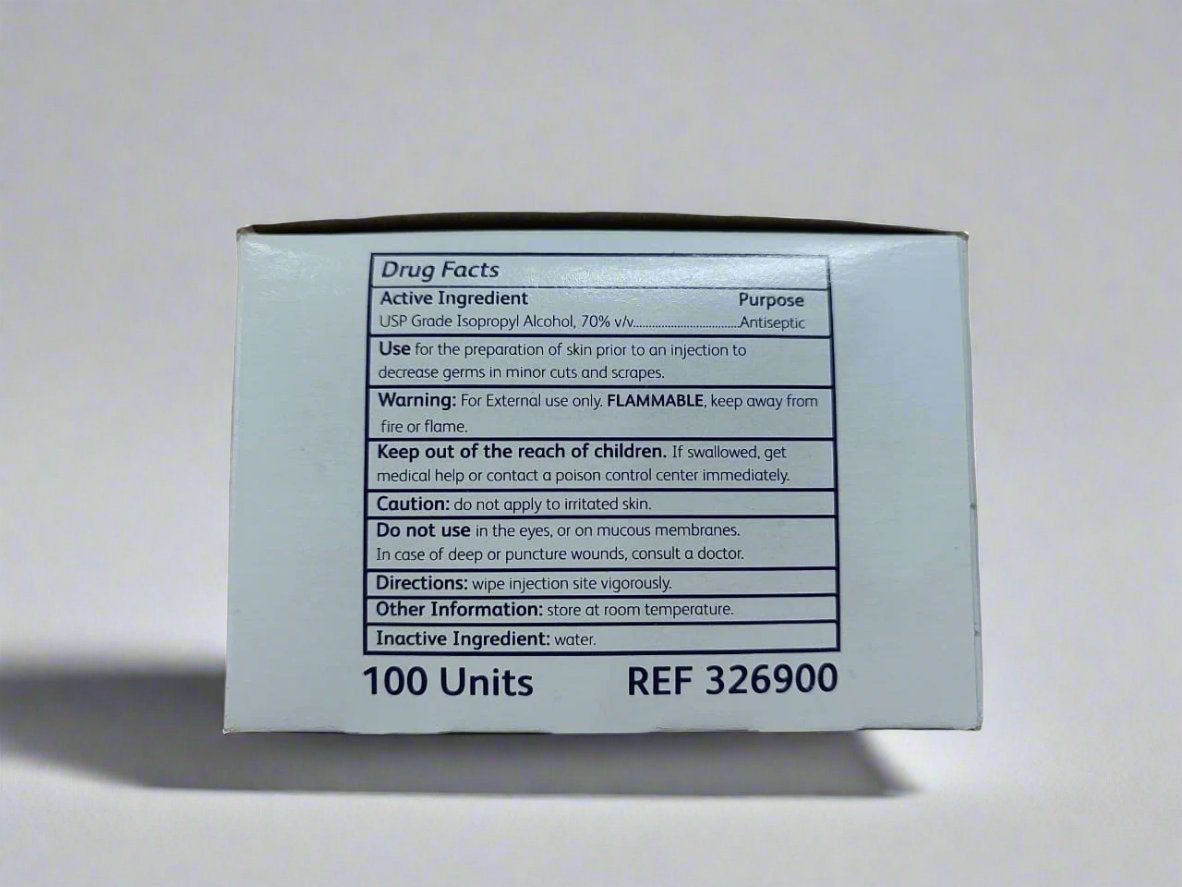 Drug Facts
Active Ingredient Purpose
USP Grade Isopropyl Alcohol, 70% v/v.................................Antiseptic
Use for the preparation of skin prior to an injection to
decrease germs in minor cuts and scrapes.
Warning: For External use only. FLAMMABLE, keep away from
fire or flame.
Keep out of the reach of children. If swallowed, get
medical help or contact a poison control center immediately.
Caution: do not apply to irritated skin.
Do not use in the eyes, or on mucous membranes.
In case of deep or puncture wounds, consult a doctor.
Directions: wipe injection site vigorously.
Other Information: store at room temperature.
Inactive Ingredient: water.
100 Units REF 326900